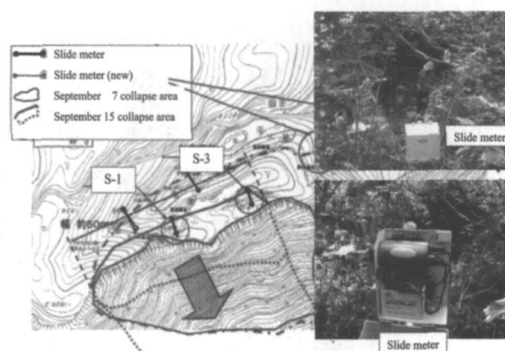 Slide meter
Slide meter (new)
September 7 collapse area
September 15 collapse area
S-3
S-1
Slide meter
Slide meter